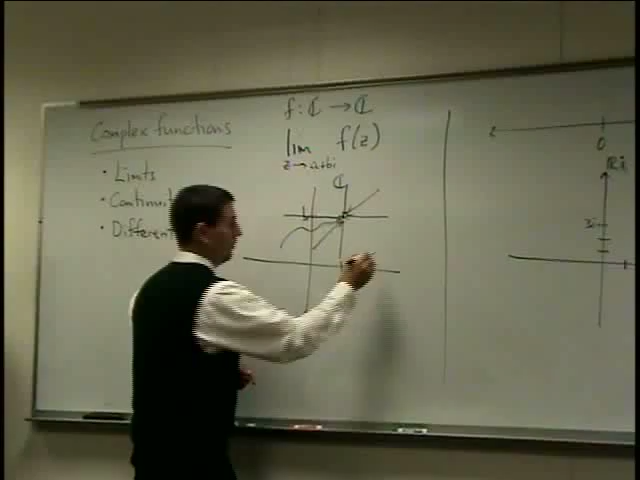 Complex functions
· Limits
· Continuit
· Different
f : ℂ → ℂ
lim f(z)
z → a+bi
ℂ
b
0
ℝi
3i